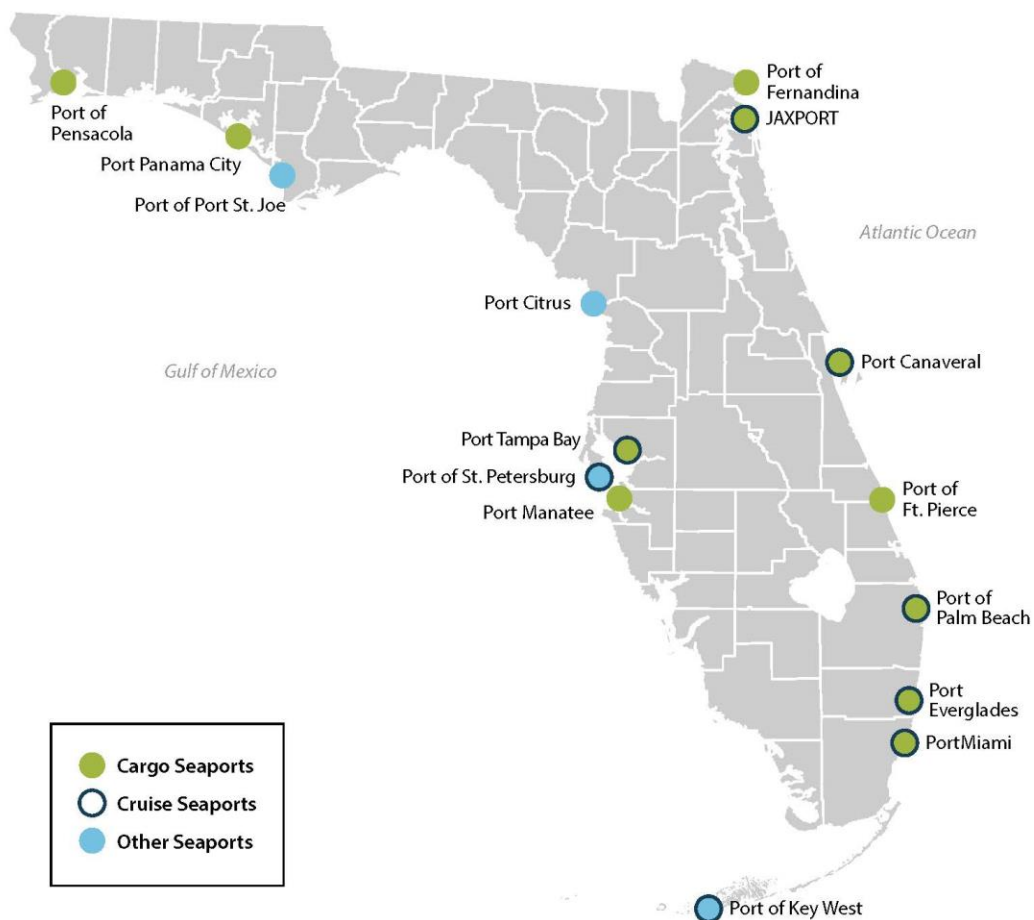 Port of
Pensacola
Port Panama City
Port of Port St. Joe
Port of
Fernandina
JAXPORT
Atlantic Ocean
Port Citrus
Gulf of Mexico
Port Canaveral
Port Tampa Bay
Port of St. Petersburg
Port Manatee
Port of
Ft. Pierce
Port of
Palm Beach
Port
Everglades
PortMiami
Cargo Seaports
Cruise Seaports
Other Seaports
Port of Key West